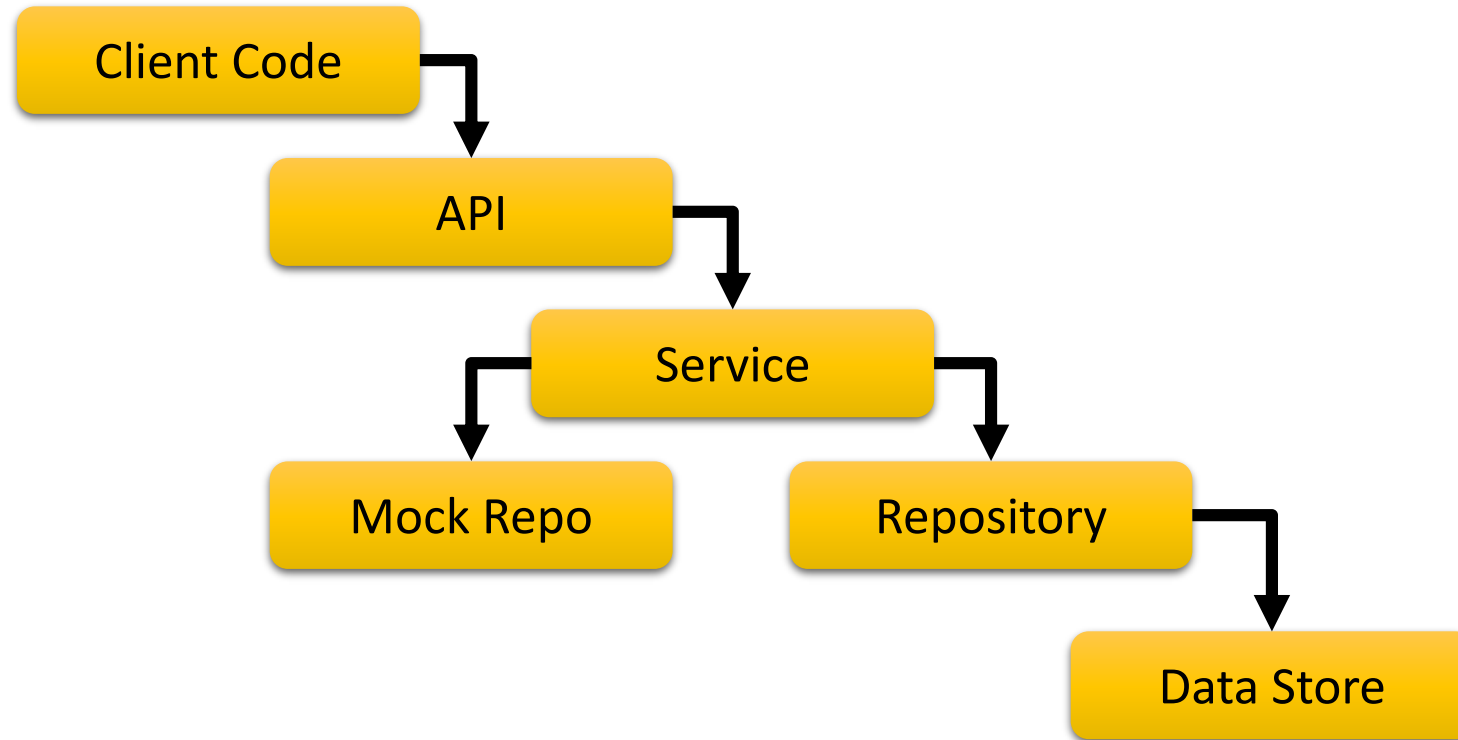 Client Code
API
Service
Mock Repo
Repository
Data Store